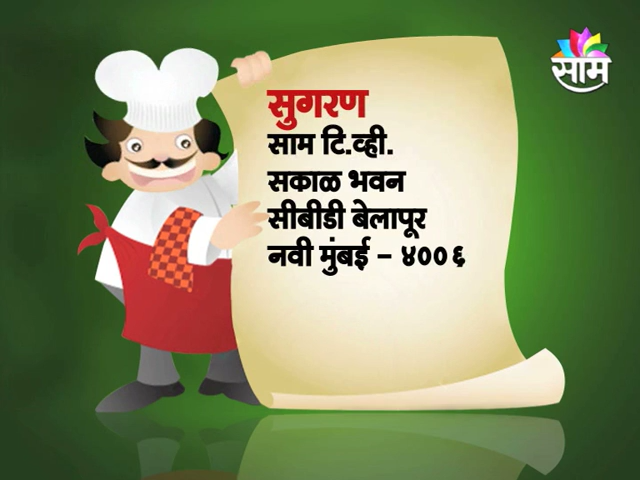 साम
सुगरण
साम टि.व्ही.
सकाळ भवन
सीबीडी बेलापूर
नवी मुंबई – ४००६